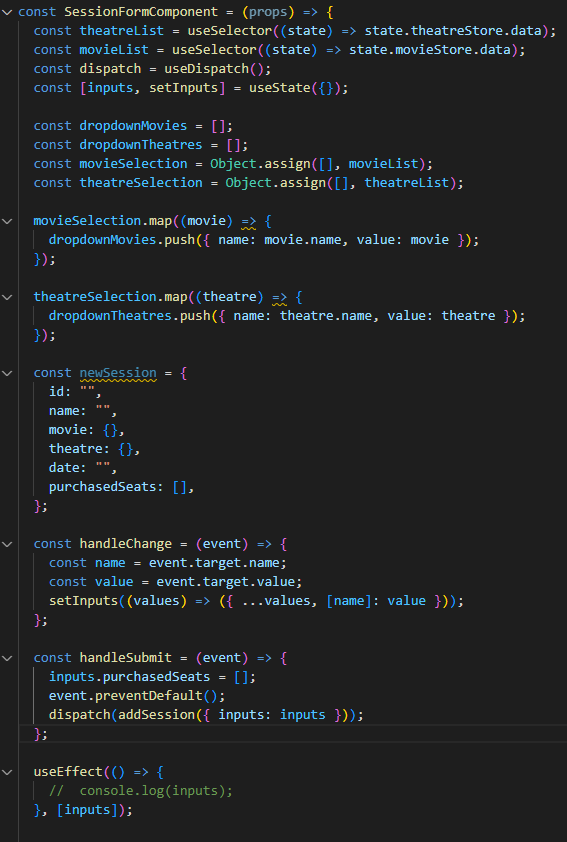 const SessionFormComponent = (props) => {
  const theatreList = useSelector((state) => state.theatreStore.data);
  const movieList = useSelector((state) => state.movieStore.data);
  const dispatch = useDispatch();
  const [inputs, setInputs] = useState({});

  const dropdownMovies = [];
  const dropdownTheatres = [];
  const movieSelection = Object.assign([], movieList);
  const theatreSelection = Object.assign([], theatreList);

  movieSelection.map((movie) => {
    dropdownMovies.push({ name: movie.name, value: movie });
  });

  theatreSelection.map((theatre) => {
    dropdownTheatres.push({ name: theatre.name, value: theatre });
  });

  const newSession = {
    id: "",
    name: "",
    movie: {},
    theatre: {},
    date: "",
    purchasedSeats: [],
  };

  const handleChange = (event) => {
    const name = event.target.name;
    const value = event.target.value;
    setInputs((values) => ({ ...values, [name]: value }));
  };

  const handleSubmit = (event) => {
    inputs.purchasedSeats = [];
    event.preventDefault();
    dispatch(addSession({ inputs: inputs }));
  };

  useEffect(() => {
    //  console.log(inputs);
  }, [inputs]);